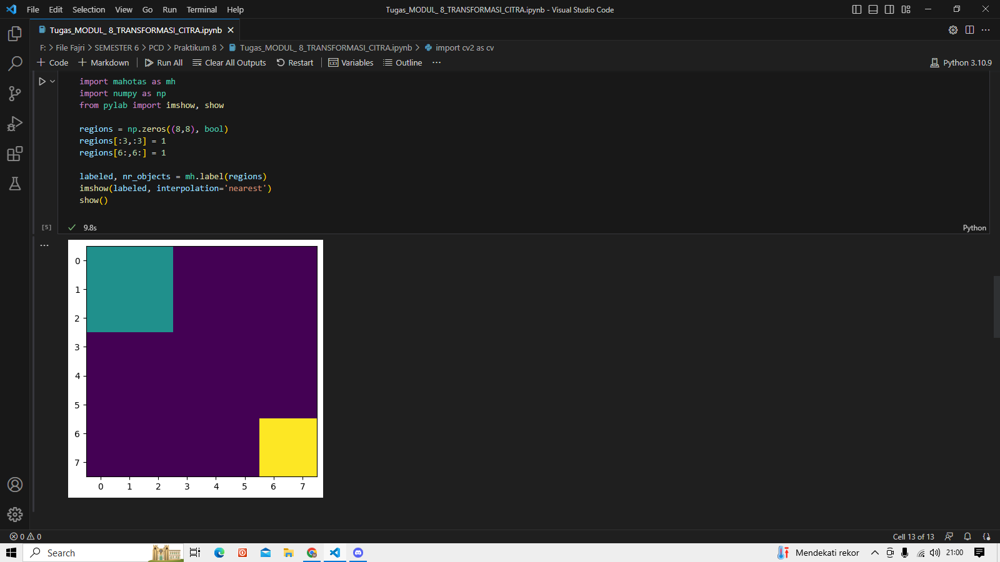 File Edit Selection View Go Run Terminal Help
Tugas_MODUL_ 8_TRANSFORMASI_CITRA.ipynb - Visual Studio Code
Tugas_MODUL_ 8_TRANSFORMASI_CITRA.ipynb
F: > File Fajri > SEMESTER 6 > PCD > Praktikum 8 > Tugas_MODUL_ 8_TRANSFORMASI_CITRA.ipynb > import cv2 as cv
+ Code + Markdown Run All Clear All Outputs Restart Variables Outline ...
Python 3.10.9
import mahotas as mh
import numpy as np
from pylab import imshow, show
regions = np.zeros((8,8), bool)
regions[:3,:3] = 1
regions[6:,6:] = 1
labeled, nr_objects = mh.label(regions)
imshow(labeled, interpolation='nearest')
show()
[5] 9.8s Python
0
1
2
3
4
5
6
7
0 1 2 3 4 5 6 7
0 0 Cell 13 of 13
Search Mendekati rekor 21:00